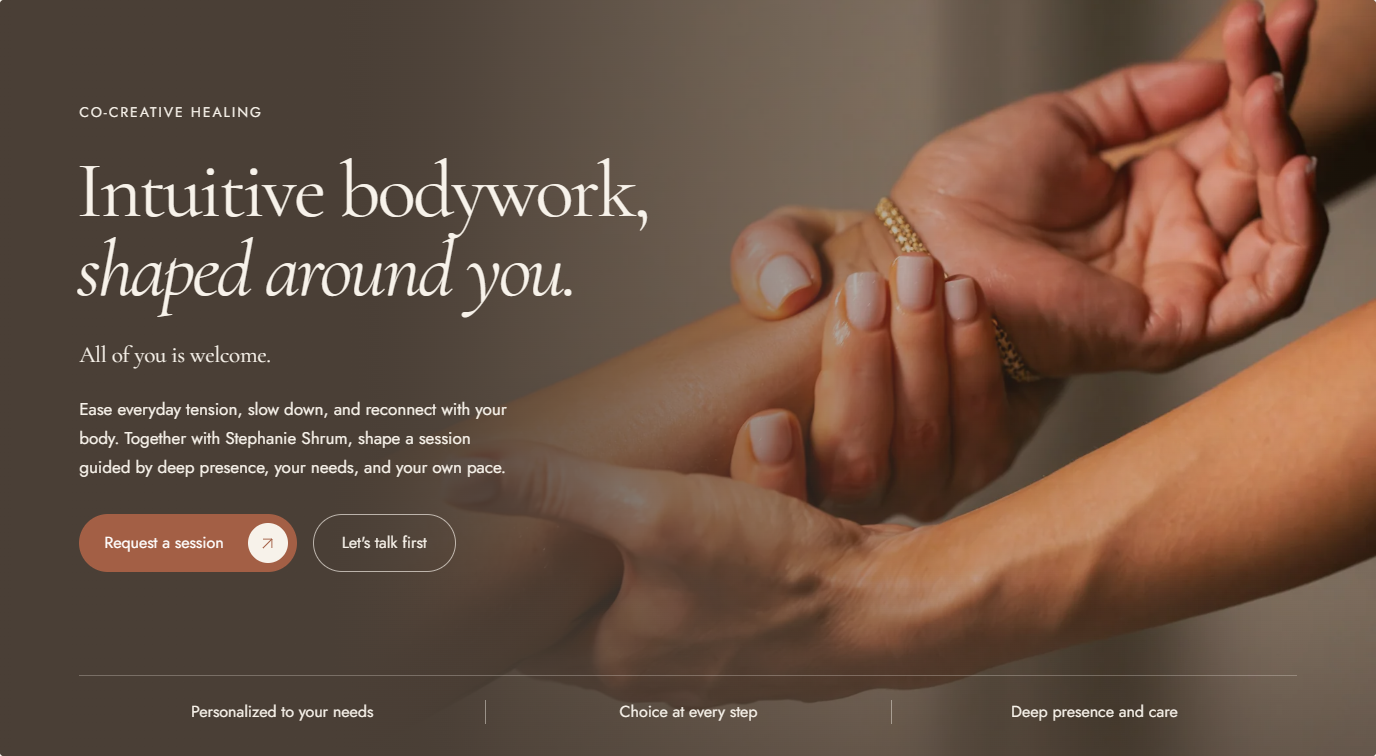 CO-CREATIVE HEALING
Intuitive bodywork,
shaped around you.
All of you is welcome.
Ease everyday tension, slow down, and reconnect with your
body. Together with Stephanie Shrum, shape a session
guided by deep presence, your needs, and your own pace.
Request a session
Let's talk first
Personalized to your needs
Choice at every step
Deep presence and care